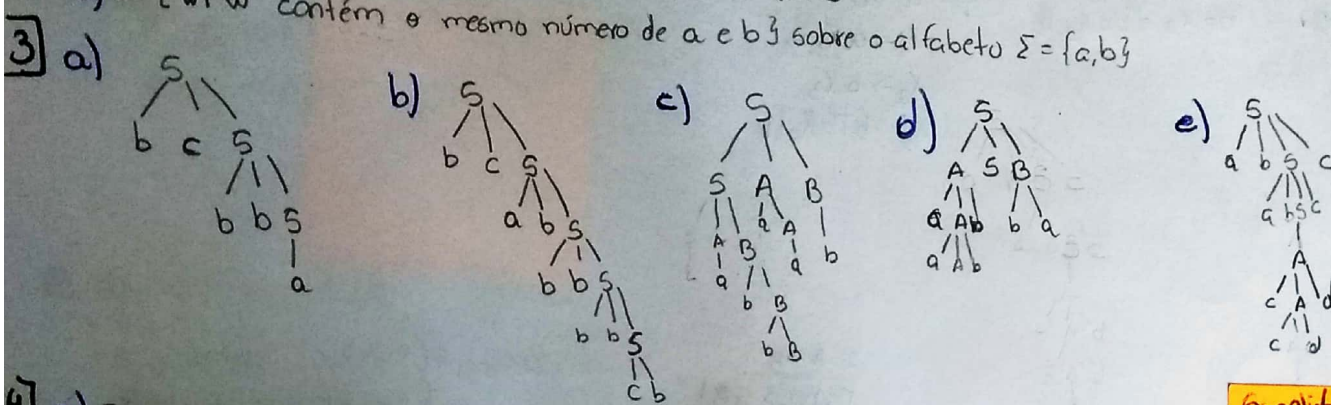 contém o mesmo número de a e b} sobre o alfabeto Σ = {a,b}
3 a)
S
b c S
b b S
a
b)
S
b c S
a b S
b b S
b b S
c b
c)
S
S A B
A B a A b
a b B a
b B
d)
S
A S B
a A b b a
a A b
e)
S
a b S c
a b S c
A
c A d
c d